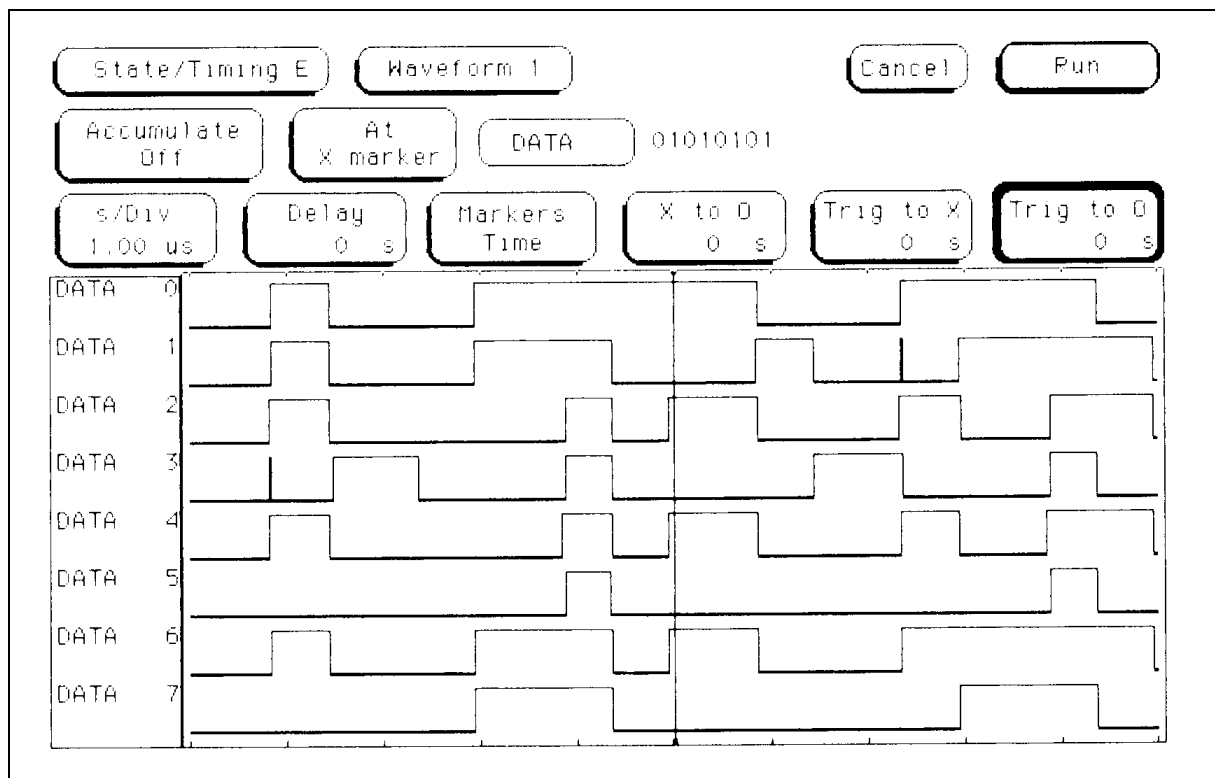 State/Timing E Waveform 1 Cancel Run
Accumulate Off At X marker DATA 01010101
s/Div 1.00 us Delay 0 s Markers Time X to O 0 s Trig to X 0 s Trig to O 0 s
DATA 0
DATA 1
DATA 2
DATA 3
DATA 4
DATA 5
DATA 6
DATA 7